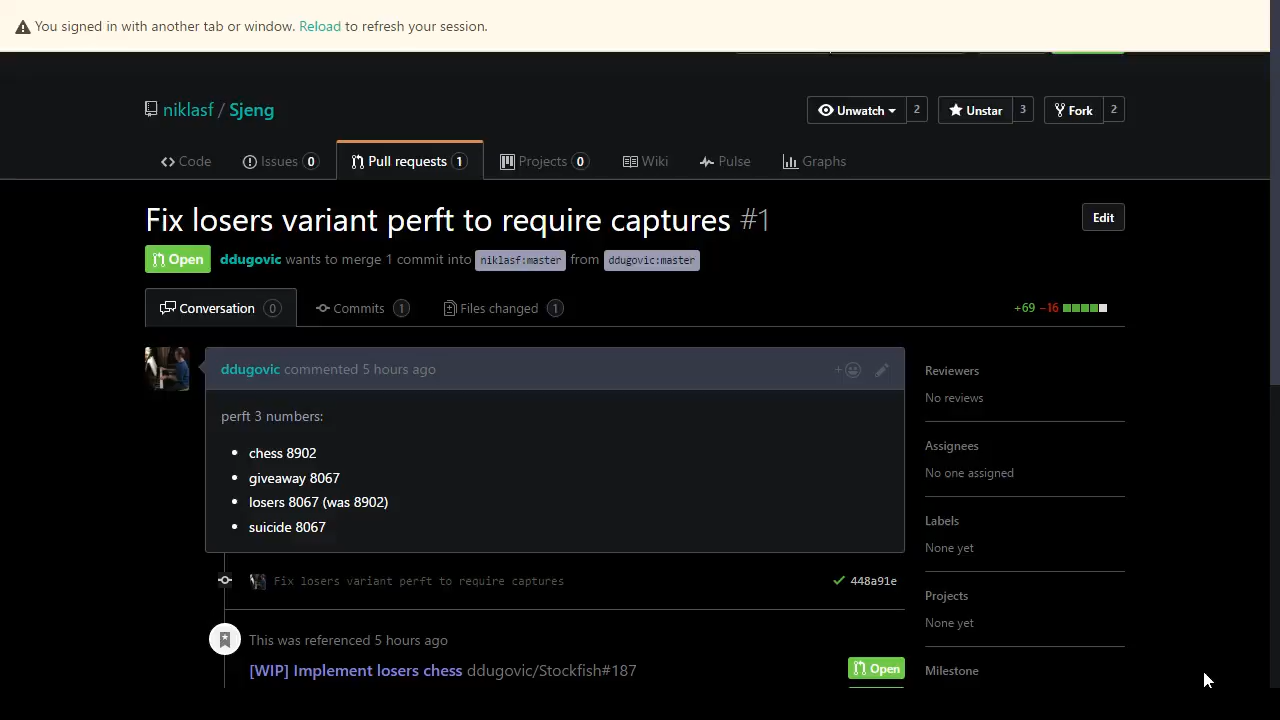 You signed in with another tab or window. Reload to refresh your session.
niklasf / Sjeng
Unwatch 2 Unstar 3 Fork 2
Code Issues 0 Pull requests 1 Projects 0 Wiki Pulse Graphs
Fix losers variant perft to require captures #1
Edit
Open ddugovic wants to merge 1 commit into niklasf:master from ddugovic:master
Conversation 0 Commits 1 Files changed 1 +69 −16
ddugovic commented 5 hours ago
perft 3 numbers:
• chess 8902
• giveaway 8067
• losers 8067 (was 8902)
• suicide 8067
Fix losers variant perft to require captures 448a91e
This was referenced 5 hours ago
[WIP] Implement losers chess ddugovic/Stockfish#187 Open
Reviewers
No reviews
Assignees
No one assigned
Labels
None yet
Projects
None yet
Milestone